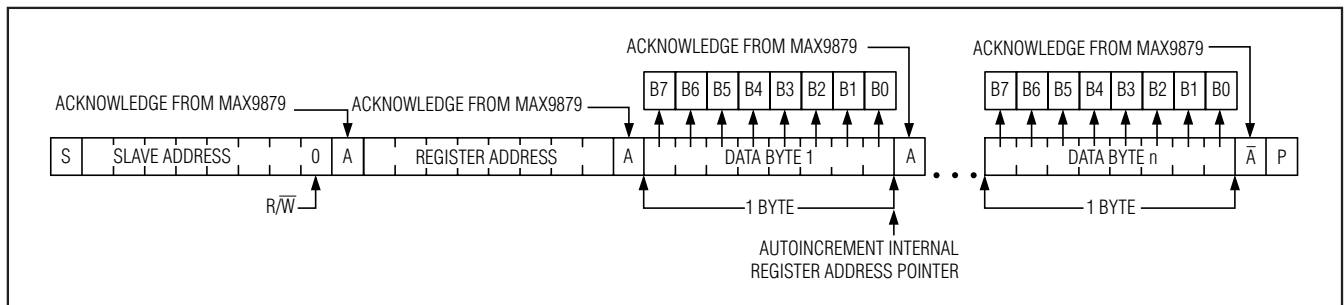 ACKNOWLEDGE FROM MAX9879
ACKNOWLEDGE FROM MAX9879
B7 B6 B5 B4 B3 B2 B1 B0
B7 B6 B5 B4 B3 B2 B1 B0
ACKNOWLEDGE FROM MAX9879
ACKNOWLEDGE FROM MAX9879
S SLAVE ADDRESS 0 A REGISTER ADDRESS A DATA BYTE 1 A ... DATA BYTE n A̅ P
R/W̅
1 BYTE
1 BYTE
AUTOINCREMENT INTERNAL
REGISTER ADDRESS POINTER